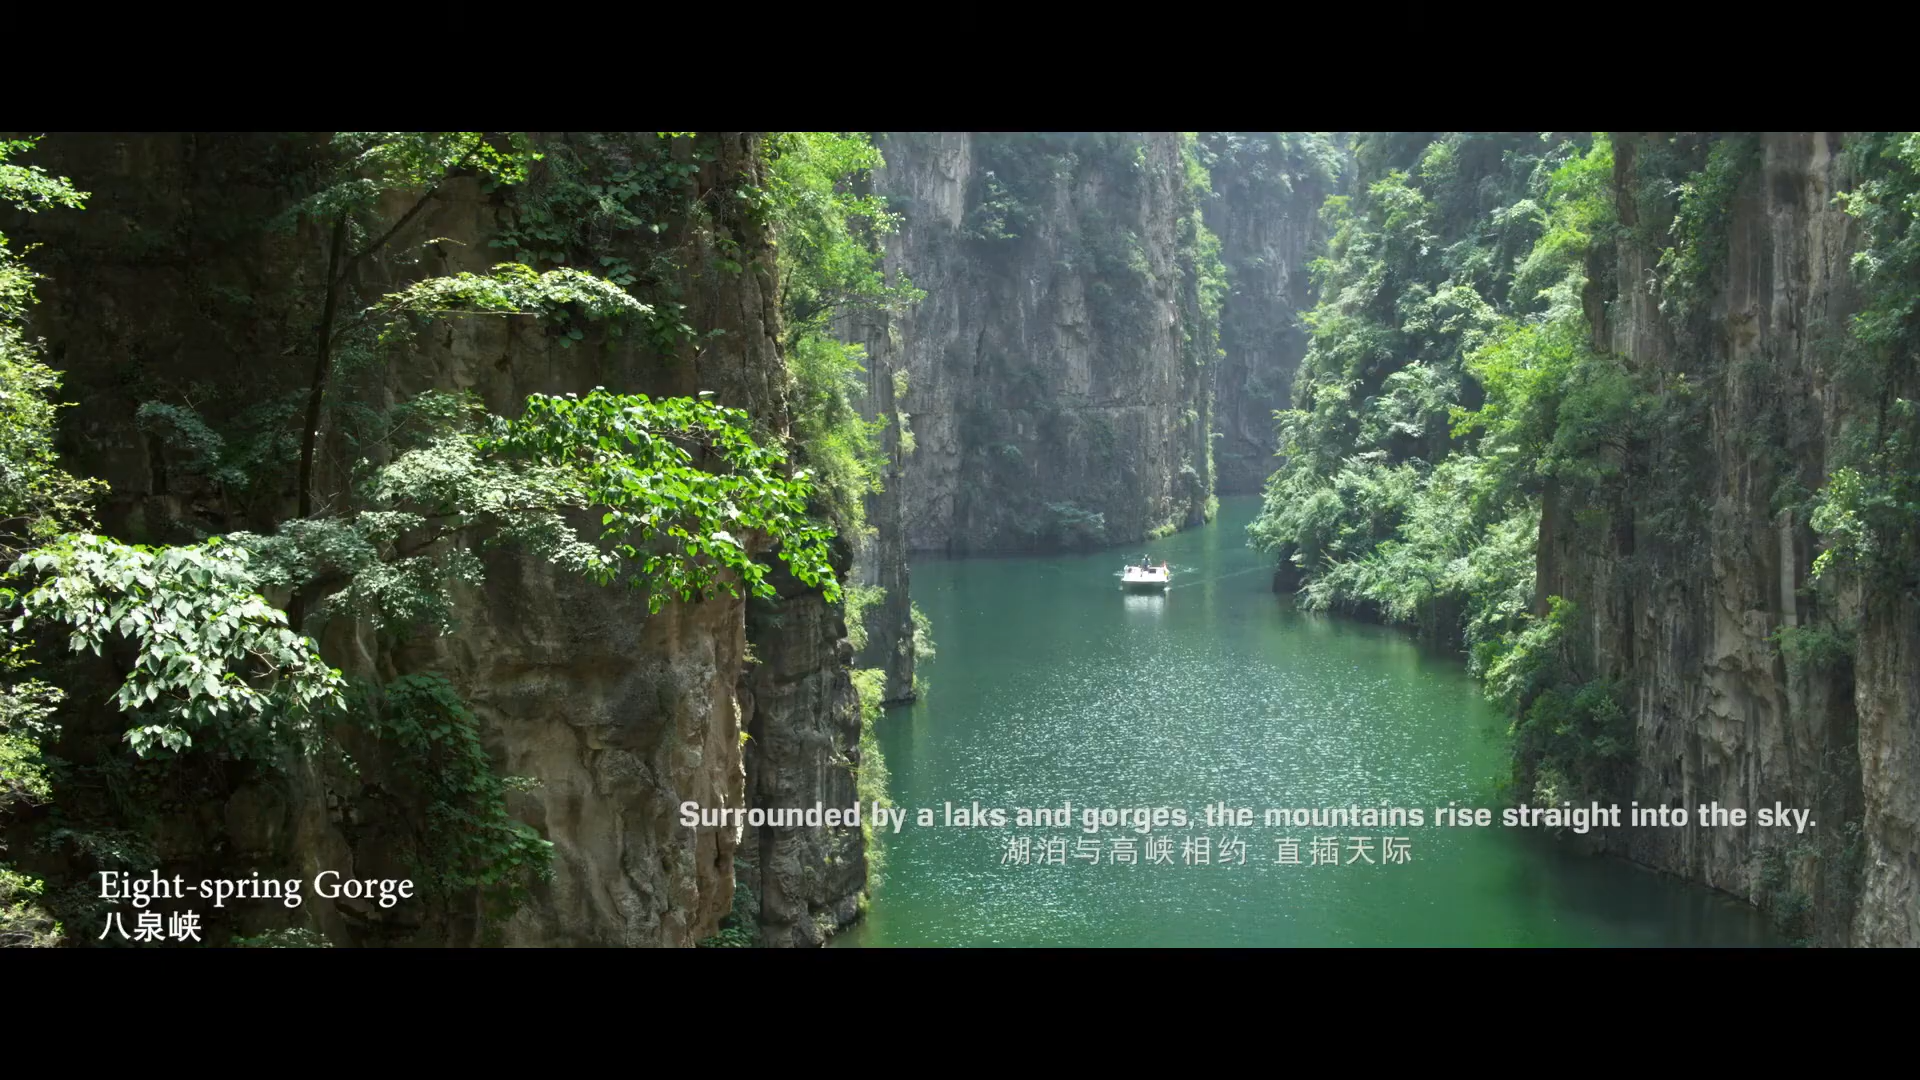 Surrounded by a laks and gorges, the mountains rise straight into the sky.
湖泊与高峡相约 直插天际
Eight-spring Gorge
八泉峡